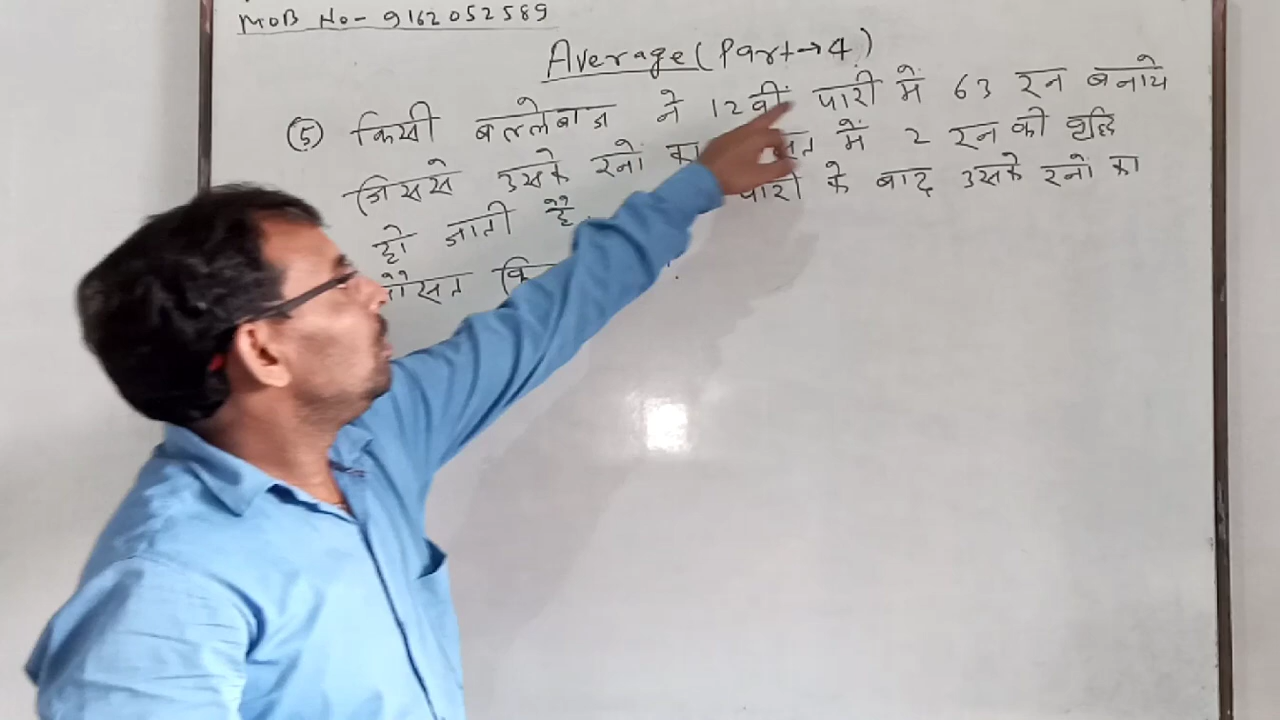 MOB No- 9162052589
Average (Part→4)
(5) किसी बल्लेबाज ने 12वीं पारी में 63 रन बनाये
जिससे उसके रनों का में 2 रन की वृद्धि
हो जाती है पारी के बाद उसके रनों का